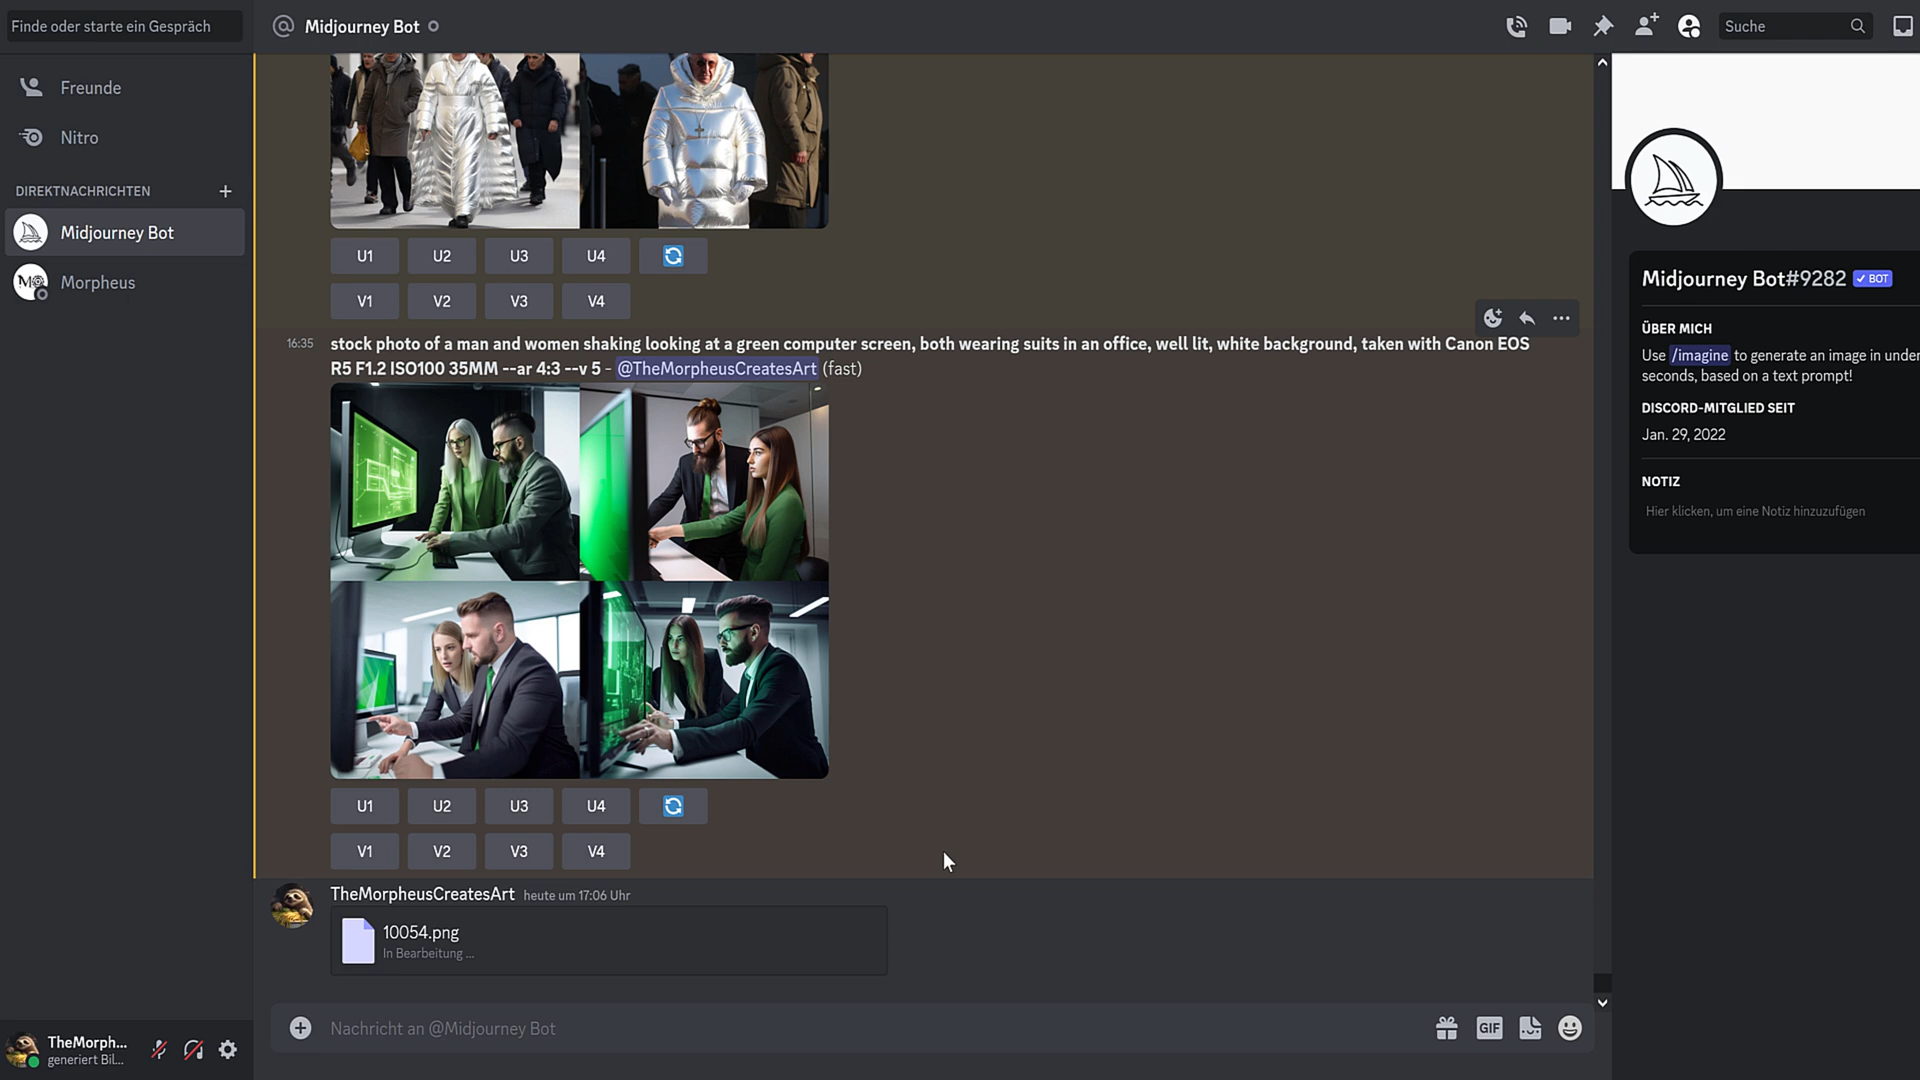 Finde oder starte ein Gespräch
Midjourney Bot
Suche
Freunde
Nitro
DIREKTNACHRICHTEN
Midjourney Bot
Morpheus
U1 U2 U3 U4
V1 V2 V3 V4
16:35 stock photo of a man and women shaking looking at a green computer screen, both wearing suits in an office, well lit, white background, taken with Canon EOS
R5 F1.2 ISO100 35MM --ar 4:3 --v 5 - @TheMorpheusCreatesArt (fast)
U1 U2 U3 U4
V1 V2 V3 V4
TheMorpheusCreatesArt heute um 17:06 Uhr
10054.png
In Bearbeitung ...
Nachricht an @Midjourney Bot
GIF
TheMorph...
generiert Bil...
Midjourney Bot#9282 BOT
ÜBER MICH
Use /imagine to generate an image in under
seconds, based on a text prompt!
DISCORD-MITGLIED SEIT
Jan. 29, 2022
NOTIZ
Hier klicken, um eine Notiz hinzuzufügen